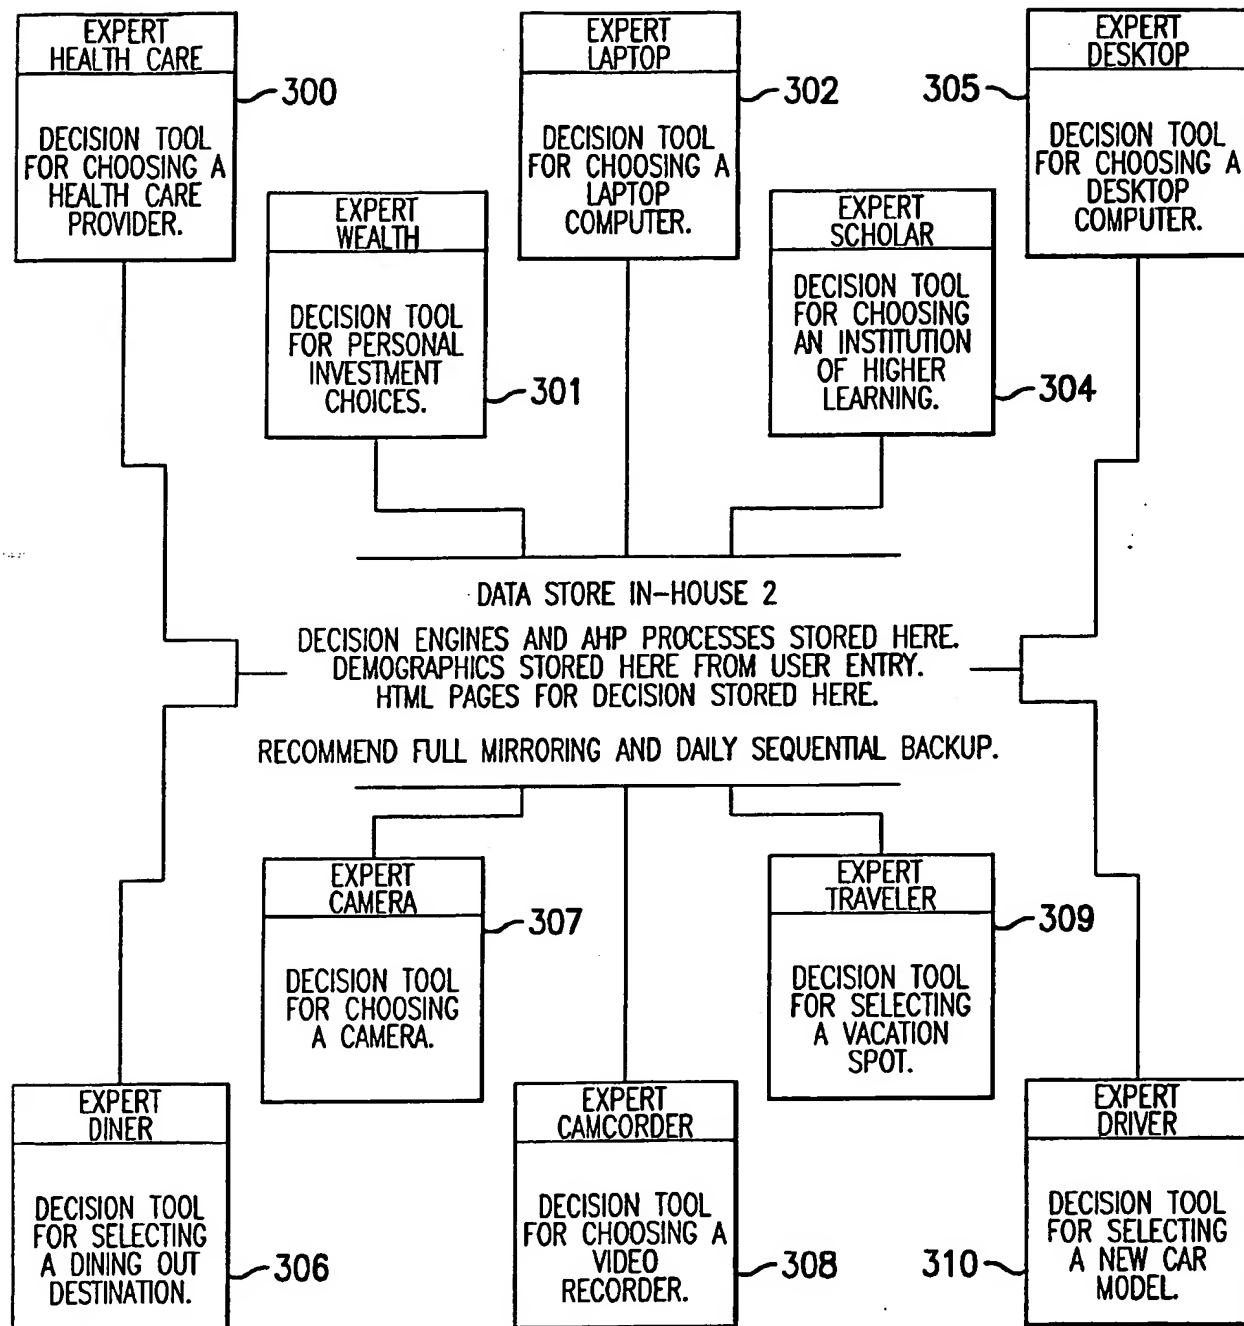 EXPERT
HEALTH CARE
300
DECISION TOOL
FOR CHOOSING A
HEALTH CARE
PROVIDER.
EXPERT
WEALTH
DECISION TOOL
FOR PERSONAL
INVESTMENT
CHOICES.
301
EXPERT
LAPTOP
302
DECISION TOOL
FOR CHOOSING A
LAPTOP
COMPUTER.
EXPERT
SCHOLAR
DECISION TOOL
FOR CHOOSING
AN INSTITUTION
OF HIGHER
LEARNING.
304
EXPERT
DESKTOP
305
DECISION TOOL
FOR CHOOSING A
DESKTOP
COMPUTER.
DATA STORE IN-HOUSE 2
DECISION ENGINES AND AHP PROCESSES STORED HERE.
DEMOGRAPHICS STORED HERE FROM USER ENTRY.
HTML PAGES FOR DECISION STORED HERE.
RECOMMEND FULL MIRRORING AND DAILY SEQUENTIAL BACKUP.
EXPERT
CAMERA
307
DECISION TOOL
FOR CHOOSING
A CAMERA.
EXPERT
TRAVELER
309
DECISION TOOL
FOR SELECTING
A VACATION
SPOT.
EXPERT
DINER
DECISION TOOL
FOR SELECTING
A DINING OUT
DESTINATION.
306
EXPERT
CAMCORDER
DECISION TOOL
FOR CHOOSING A
VIDEO
RECORDER.
308
EXPERT
DRIVER
DECISION TOOL
FOR SELECTING
A NEW CAR
MODEL.
310